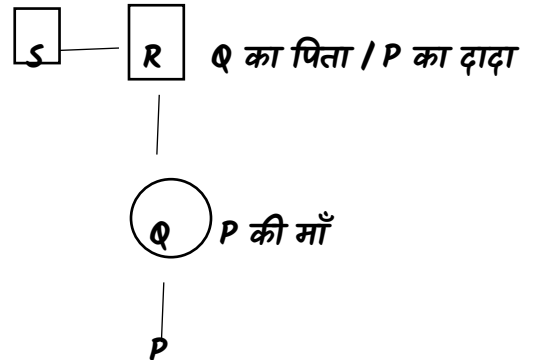 S R Q का पिता / P का दादा
Q P की माँ
P